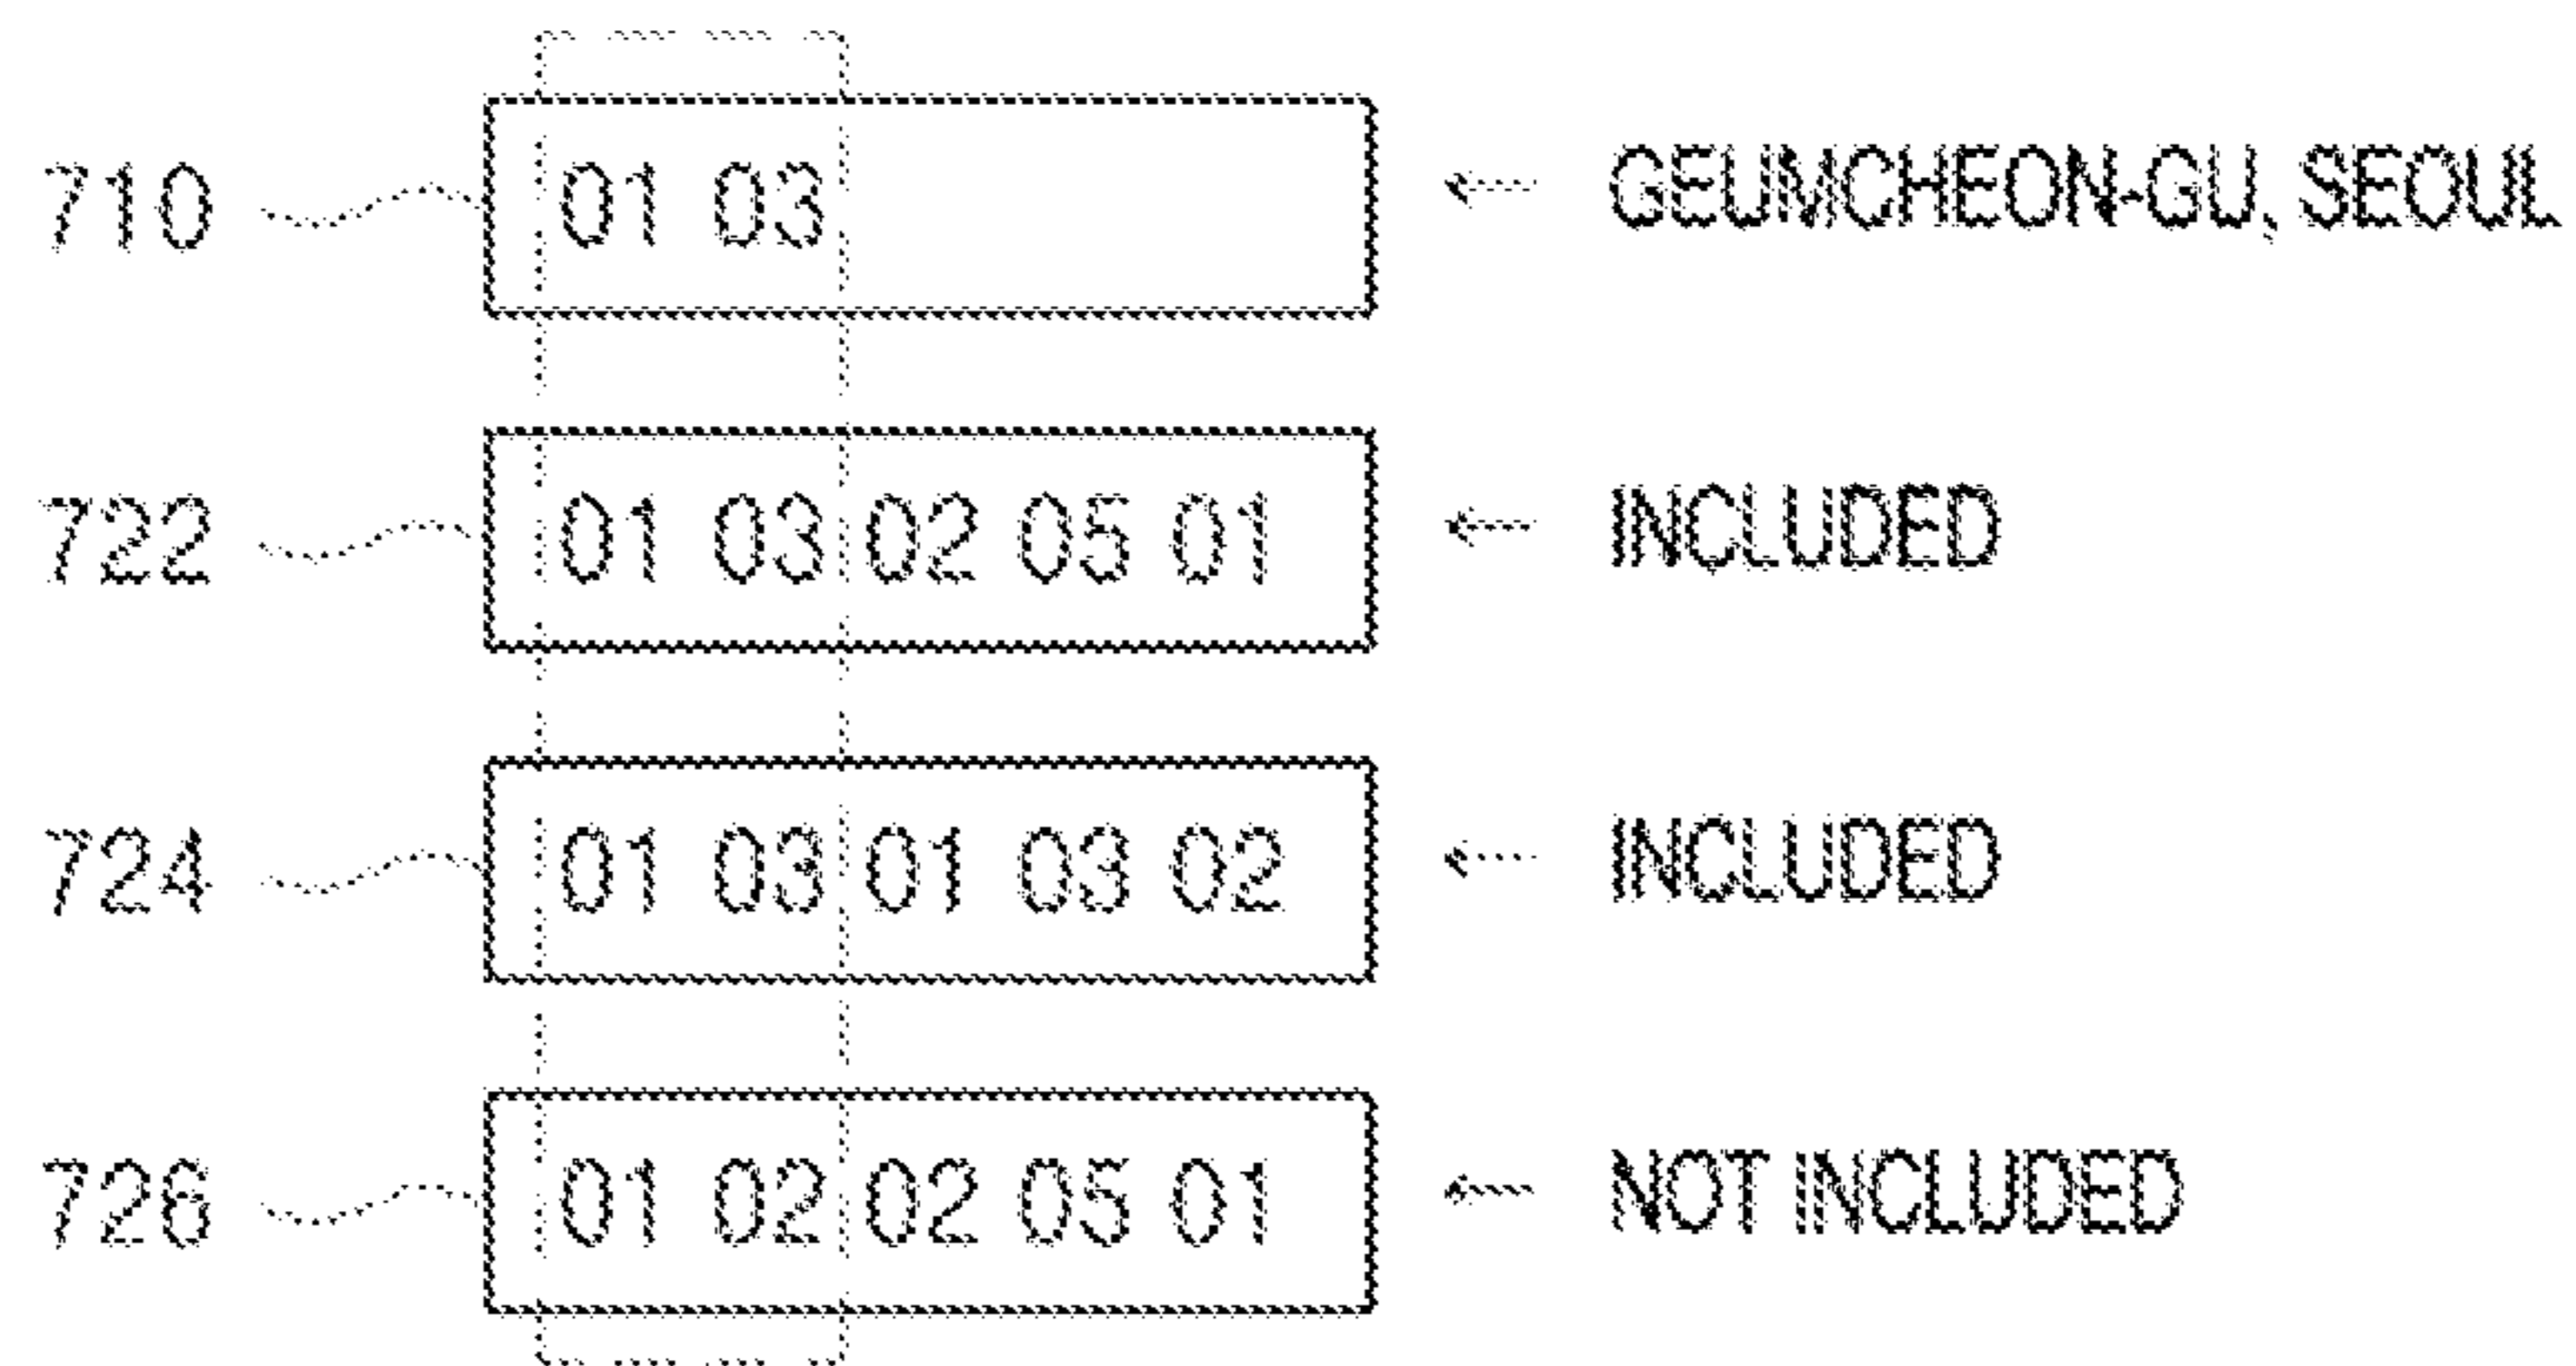 710 01 03 GEUMCHEON-GU, SEOUL
722 01 03 02 05 01 INCLUDED
724 01 03 01 03 02 INCLUDED
726 01 02 02 05 01 NOT INCLUDED